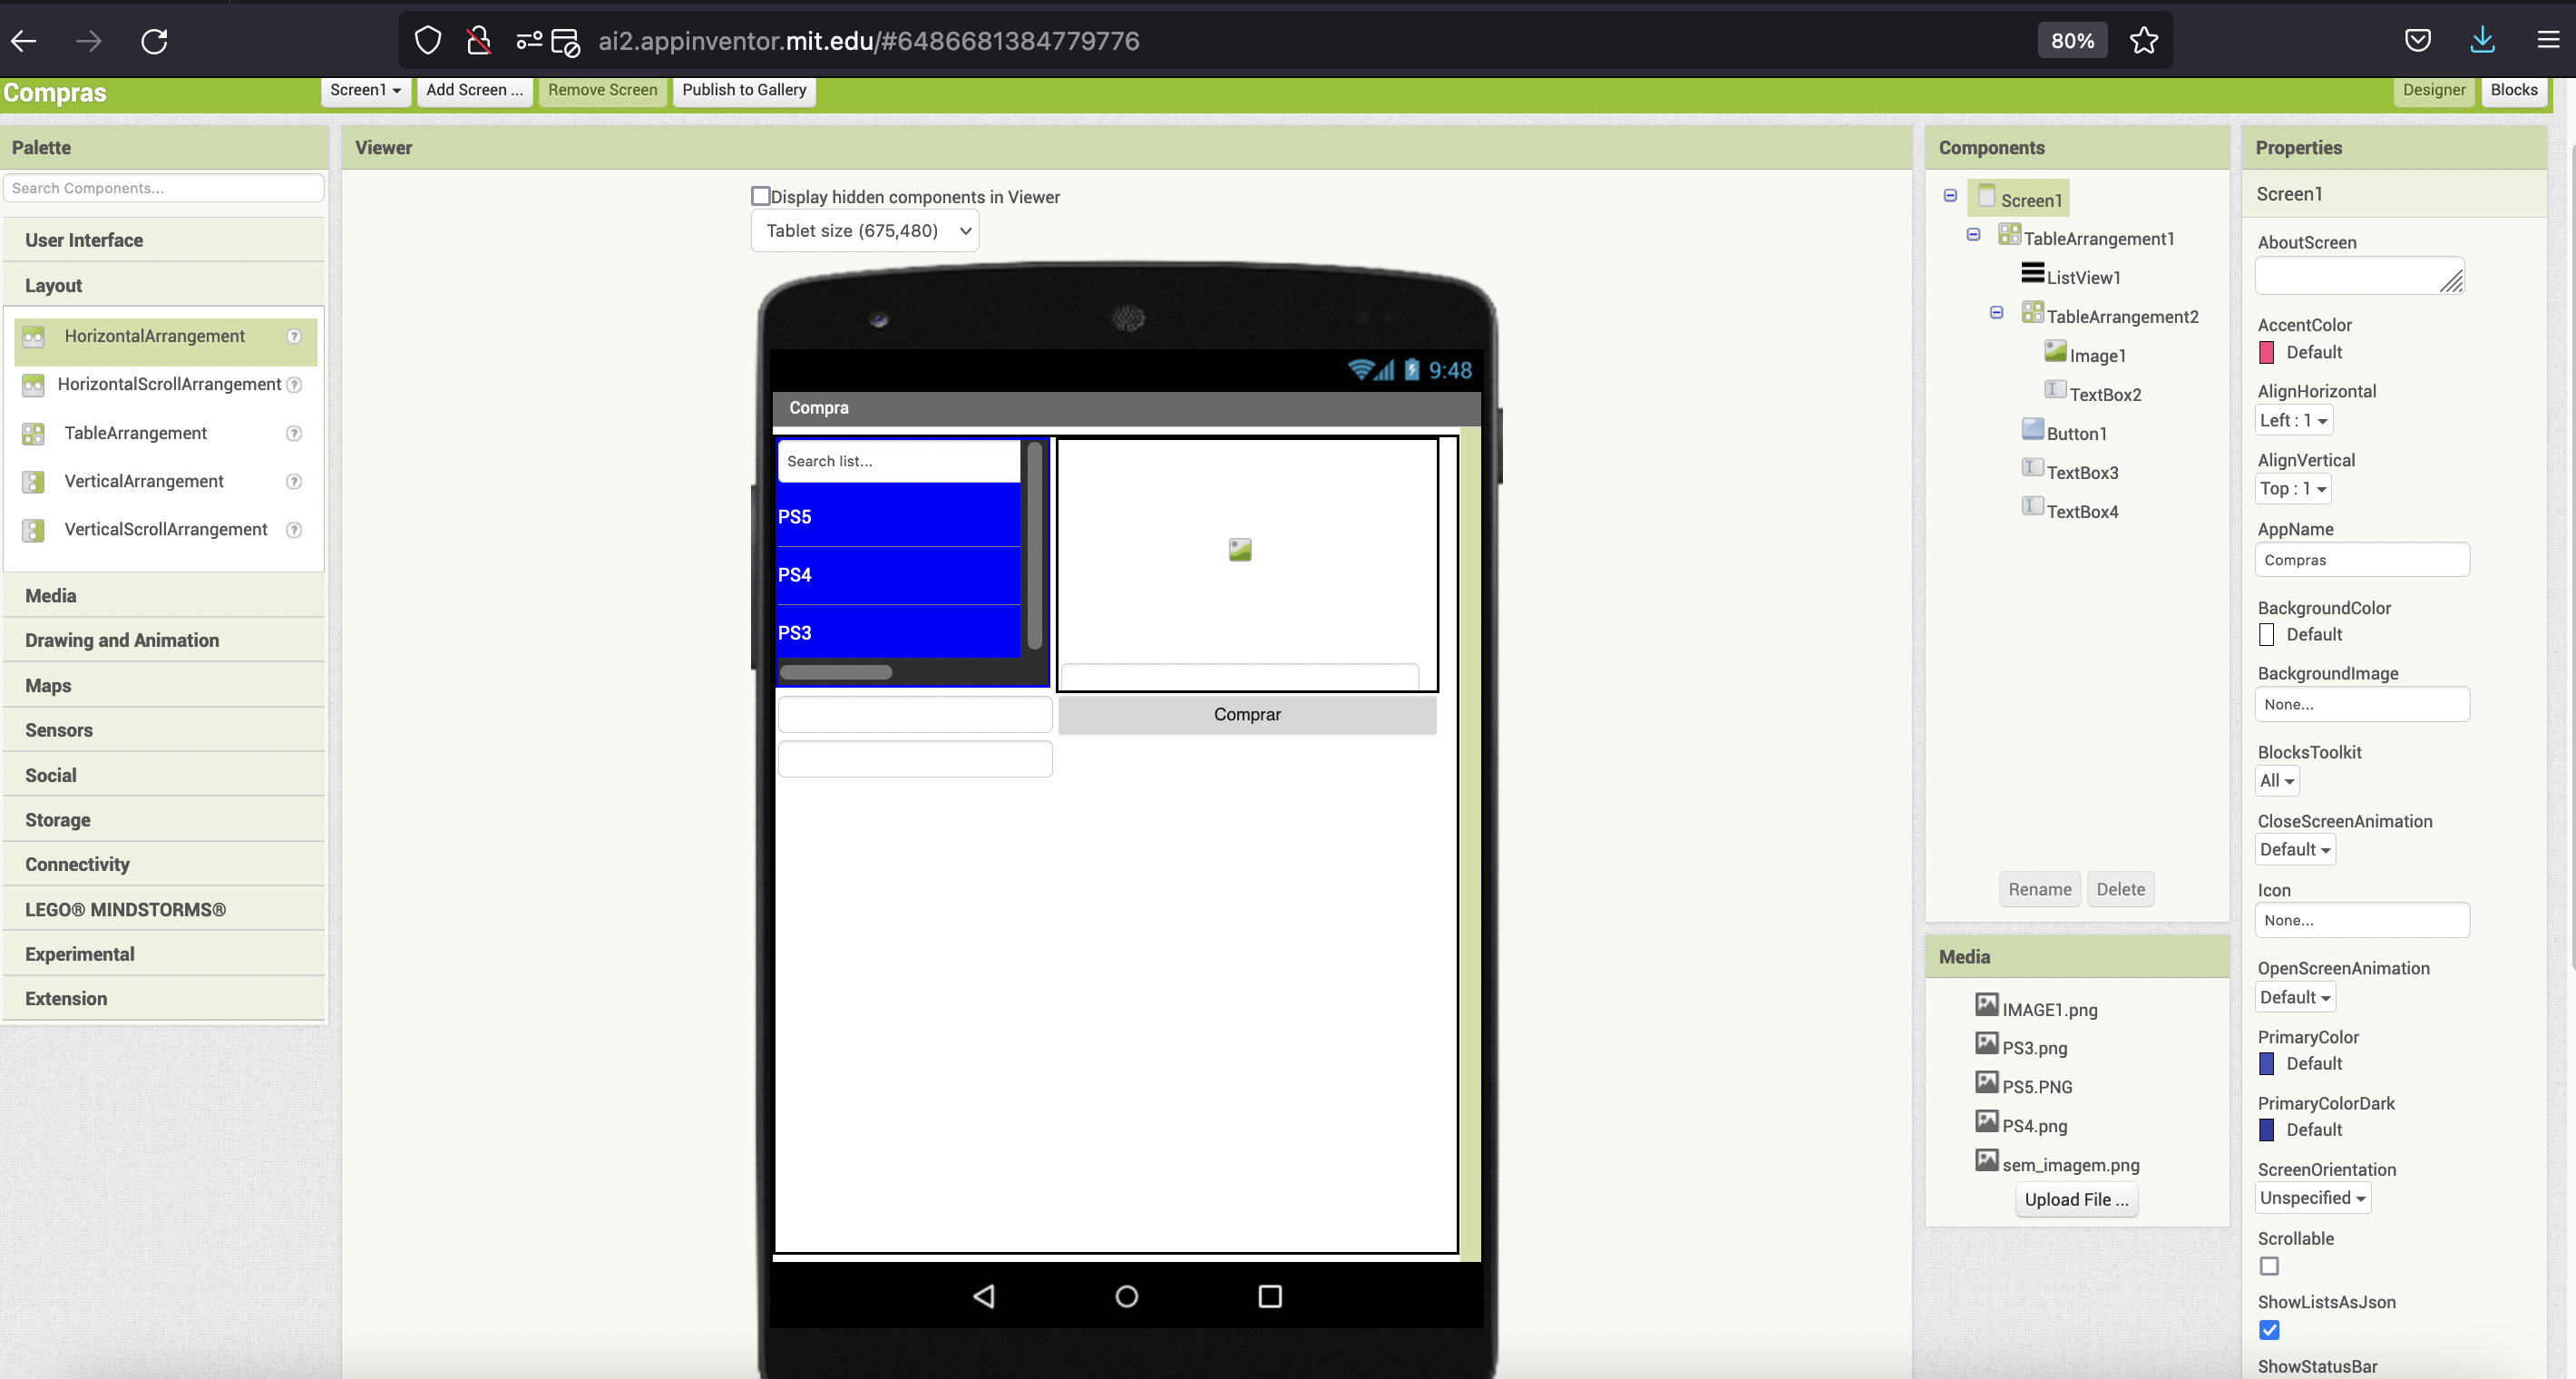 ai2.appinventor.mit.edu/#6486681384779776
80%
Compras
Screen1
Add Screen ...
Remove Screen
Publish to Gallery
Designer
Blocks
Palette
Search Components...
User Interface
Layout
HorizontalArrangement
HorizontalScrollArrangement
TableArrangement
VerticalArrangement
VerticalScrollArrangement
Media
Drawing and Animation
Maps
Sensors
Social
Storage
Connectivity
LEGO® MINDSTORMS®
Experimental
Extension
Viewer
Display hidden components in Viewer
Tablet size (675,480)
9:48
Compra
Search list...
PS5
PS4
PS3
Comprar
Components
Screen1
TableArrangement1
ListView1
TableArrangement2
Image1
TextBox2
Button1
TextBox3
TextBox4
Rename
Delete
Media
IMAGE1.png
PS3.png
PS5.PNG
PS4.png
sem_imagem.png
Upload File ...
Properties
Screen1
AboutScreen
AccentColor
Default
AlignHorizontal
Left : 1
AlignVertical
Top : 1
AppName
Compras
BackgroundColor
Default
BackgroundImage
None...
BlocksToolkit
All
CloseScreenAnimation
Default
Icon
None...
OpenScreenAnimation
Default
PrimaryColor
Default
PrimaryColorDark
Default
ScreenOrientation
Unspecified
Scrollable
ShowListsAsJson
ShowStatusBar